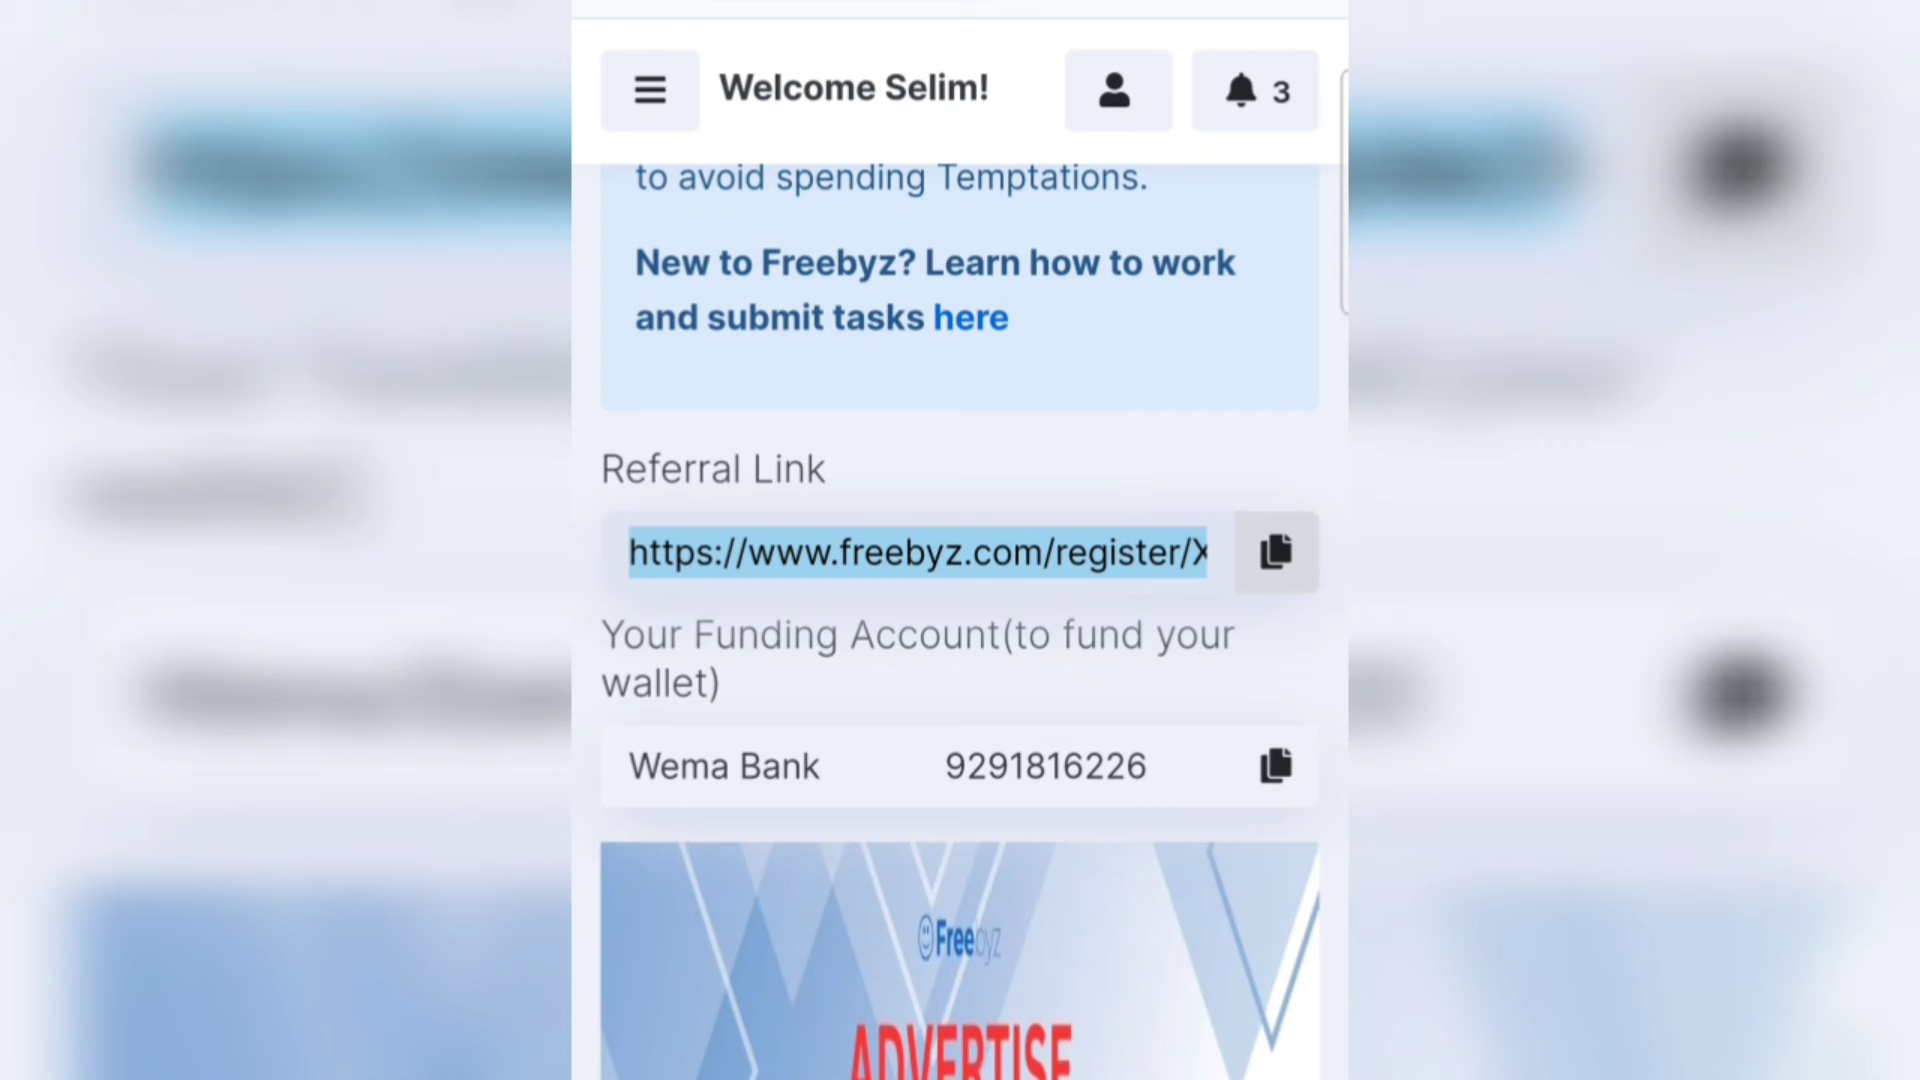 Welcome Selim!
3
to avoid spending Temptations.
New to Freebyz? Learn how to work
and submit tasks here
Referral Link
https://www.freebyz.com/register/X
Your Funding Account(to fund your
wallet)
Wema Bank 9291816226
Freebyz
ADVERTISE